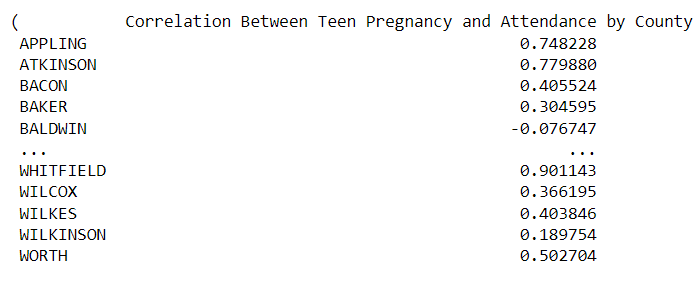 ( Correlation Between Teen Pregnancy and Attendance by County
APPLING 0.748228
ATKINSON 0.779880
BACON 0.405524
BAKER 0.304595
BALDWIN -0.076747
... ...
WHITFIELD 0.901143
WILCOX 0.366195
WILKES 0.403846
WILKINSON 0.189754
WORTH 0.502704